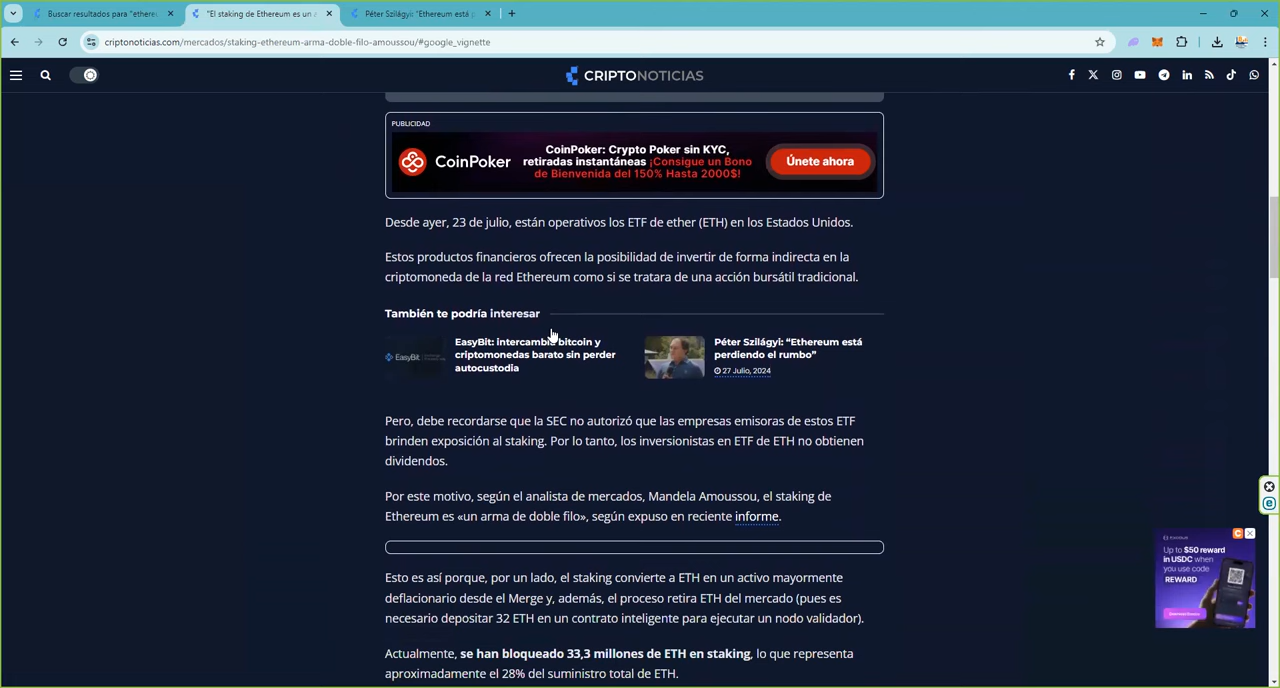 Buscar resultados para "ethere
"El staking de Ethereum es un a
Péter Szilágyi: "Ethereum está p
criptonoticias.com/mercados/staking-ethereum-arma-doble-filo-amoussou/#google_vignette
CRIPTONOTICIAS
PUBLICIDAD
CoinPoker
CoinPoker: Crypto Poker sin KYC,
retiradas instantáneas ¡Consigue un Bono
de Bienvenida del 150% Hasta 2000$!
Únete ahora
Desde ayer, 23 de julio, están operativos los ETF de ether (ETH) en los Estados Unidos.
Estos productos financieros ofrecen la posibilidad de invertir de forma indirecta en la
criptomoneda de la red Ethereum como si se tratara de una acción bursátil tradicional.
También te podría interesar
EasyBit
EasyBit: intercambia bitcoin y
criptomonedas barato sin perder
autocustodia
Péter Szilágyi: “Ethereum está
perdiendo el rumbo”
27 Julio, 2024
Pero, debe recordarse que la SEC no autorizó que las empresas emisoras de estos ETF
brinden exposición al staking. Por lo tanto, los inversionistas en ETF de ETH no obtienen
dividendos.
Por este motivo, según el analista de mercados, Mandela Amoussou, el staking de
Ethereum es «un arma de doble filo», según expuso en reciente informe.
Esto es así porque, por un lado, el staking convierte a ETH en un activo mayormente
deflacionario desde el Merge y, además, el proceso retira ETH del mercado (pues es
necesario depositar 32 ETH en un contrato inteligente para ejecutar un nodo validador).
Actualmente, se han bloqueado 33,3 millones de ETH en staking, lo que representa
aproximadamente el 28% del suministro total de ETH.
Up to $50 reward
in USDC when
you use code
REWARD